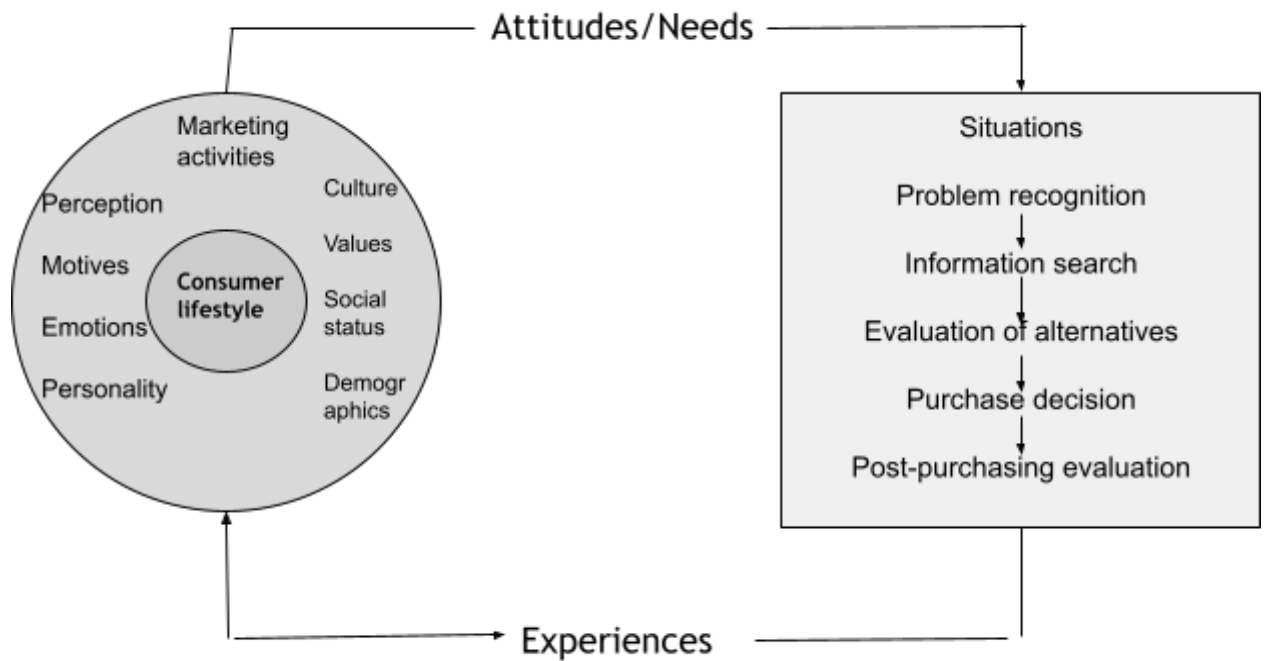 Attitudes/Needs
Marketing
activities
Perception
Motives
Emotions
Personality
Consumer
lifestyle
Culture
Values
Social
status
Demogr
aphics
Situations
Problem recognition
Information search
Evaluation of alternatives
Purchase decision
Post-purchasing evaluation
Experiences